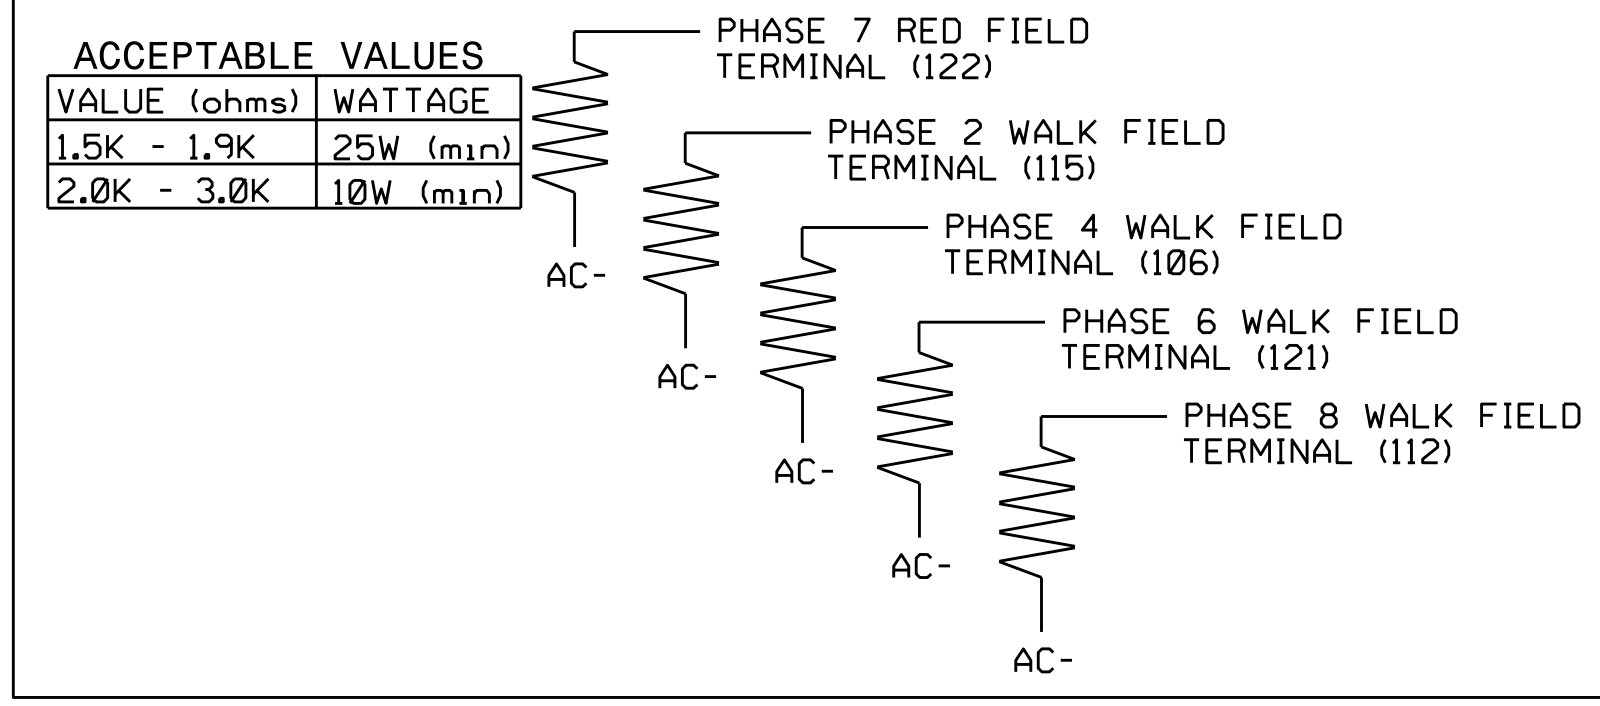 ACCEPTABLE VALUES
VALUE (ohms) WATTAGE
1.5K - 1.9K 25W (min)
2.0K - 3.0K 10W (min)
PHASE 7 RED FIELD
TERMINAL (122)
AC-
PHASE 2 WALK FIELD
TERMINAL (115)
AC-
PHASE 4 WALK FIELD
TERMINAL (106)
AC-
PHASE 6 WALK FIELD
TERMINAL (121)
AC-
PHASE 8 WALK FIELD
TERMINAL (112)
AC-